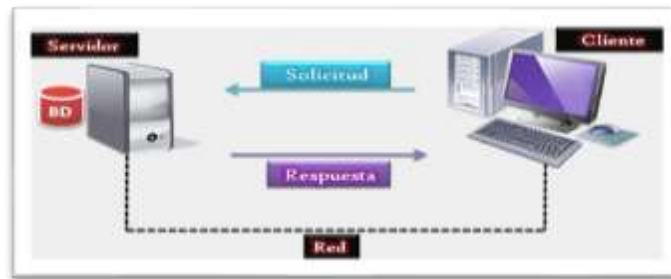 Servidor
Cliente
Solicitud
BD
Respuesta
Red